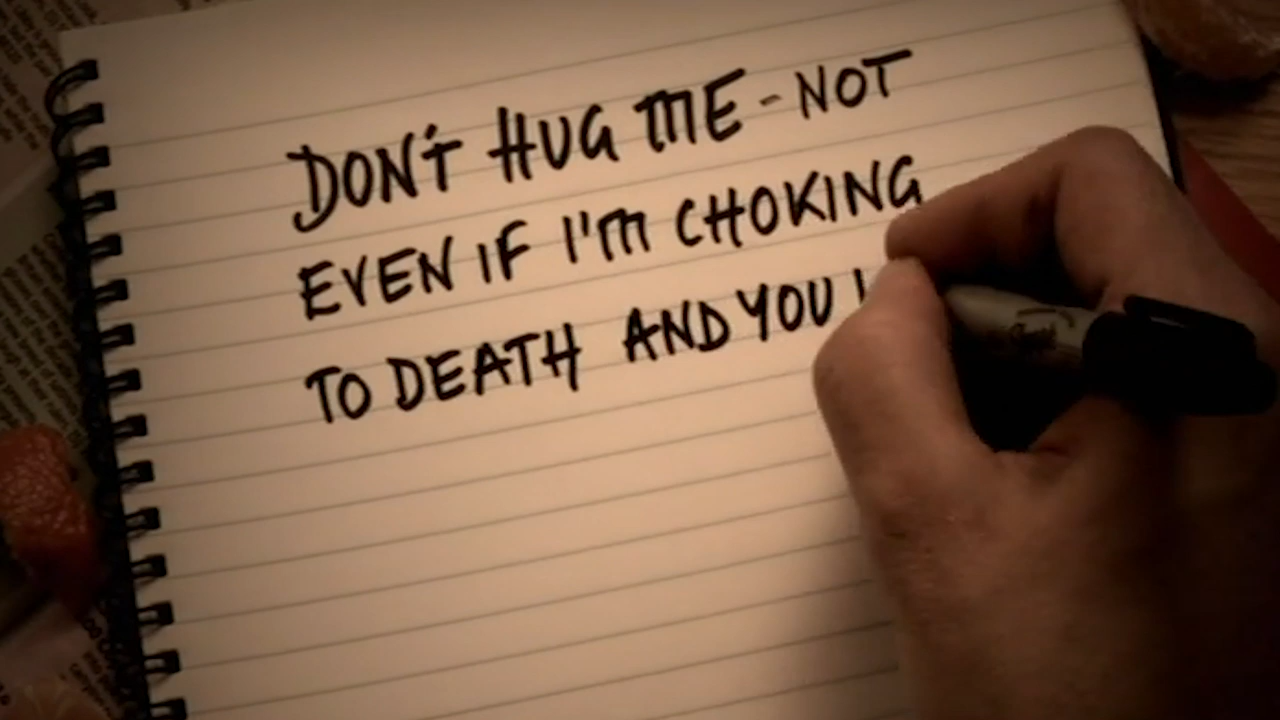 DON'T HUG ME - NOT
EVEN IF I'M CHOKING
TO DEATH AND YOU